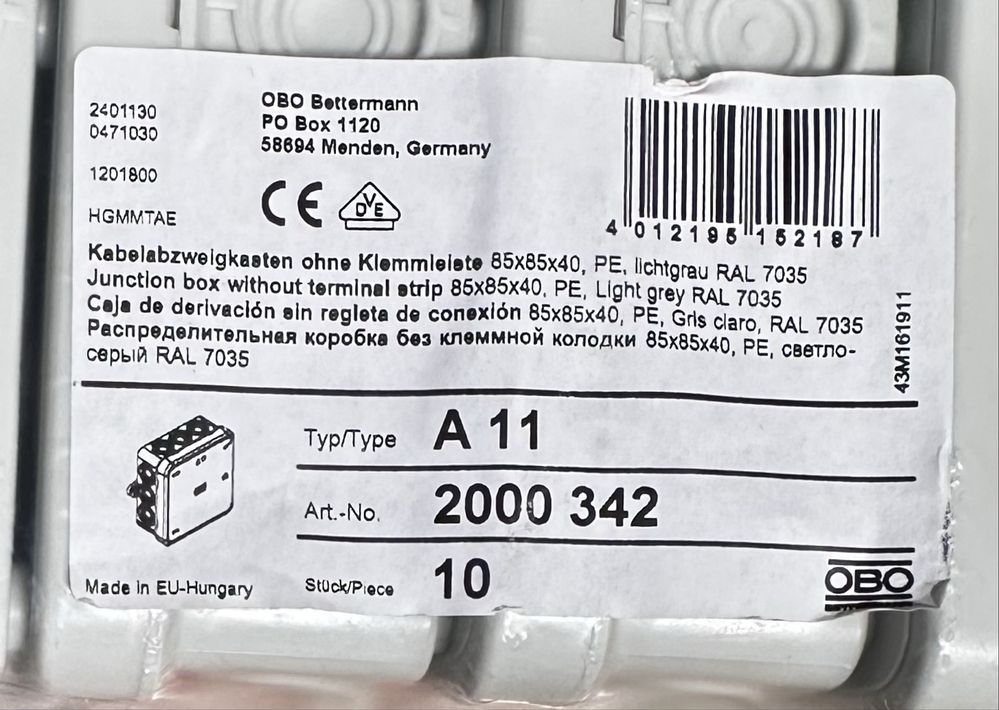 2401130
0471030
1201800
HGMMTAE
OBO Bettermann
PO Box 1120
58694 Menden, Germany
CE
DVE
4 012195 152187
Kabelabzweigkasten ohne Klemmleiste 85x85x40, PE, lichtgrau RAL 7035
Junction box without terminal strip 85x85x40, PE, Light grey RAL 7035
Caja de derivación sin regleta de conexión 85x85x40, PE, Gris claro, RAL 7035
Распределительная коробка без клеммной колодки 85x85x40, PE, светло-
серый RAL 7035
43M161911
Typ/Type A 11
Art.-No. 2000 342
Stück/Piece 10
Made in EU-Hungary
OBO